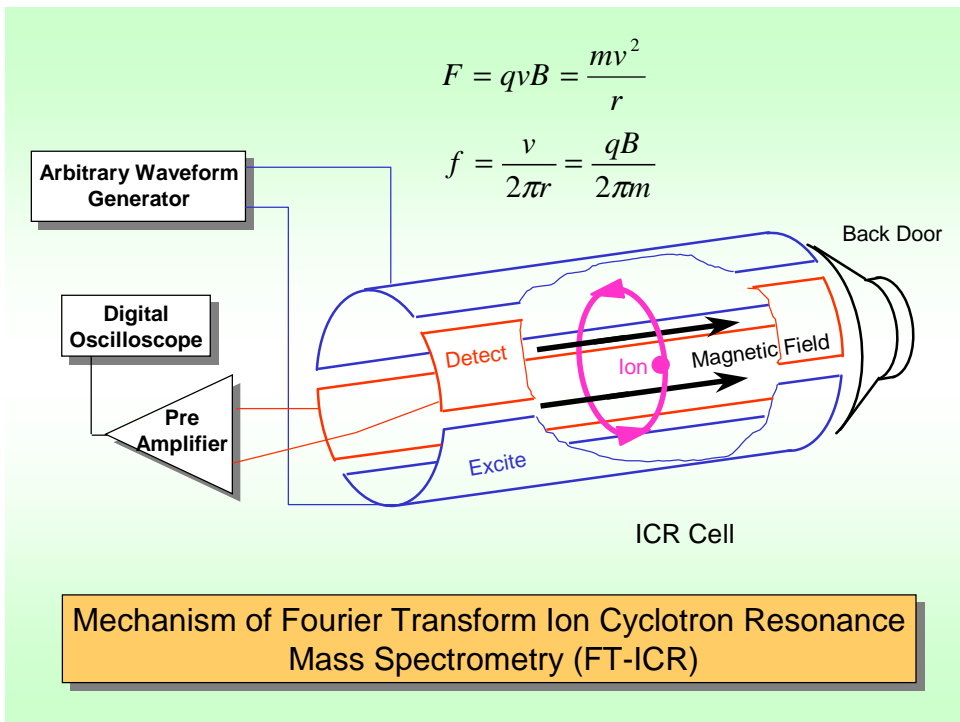 F = qvB = mv²/r
f = v/2πr = qB/2πm
Arbitrary Waveform
Generator
Back Door
Digital
Oscilloscope
Detect
Ion
Magnetic Field
Pre
Amplifier
Excite
ICR Cell
Mechanism of Fourier Transform Ion Cyclotron Resonance
Mass Spectrometry (FT-ICR)